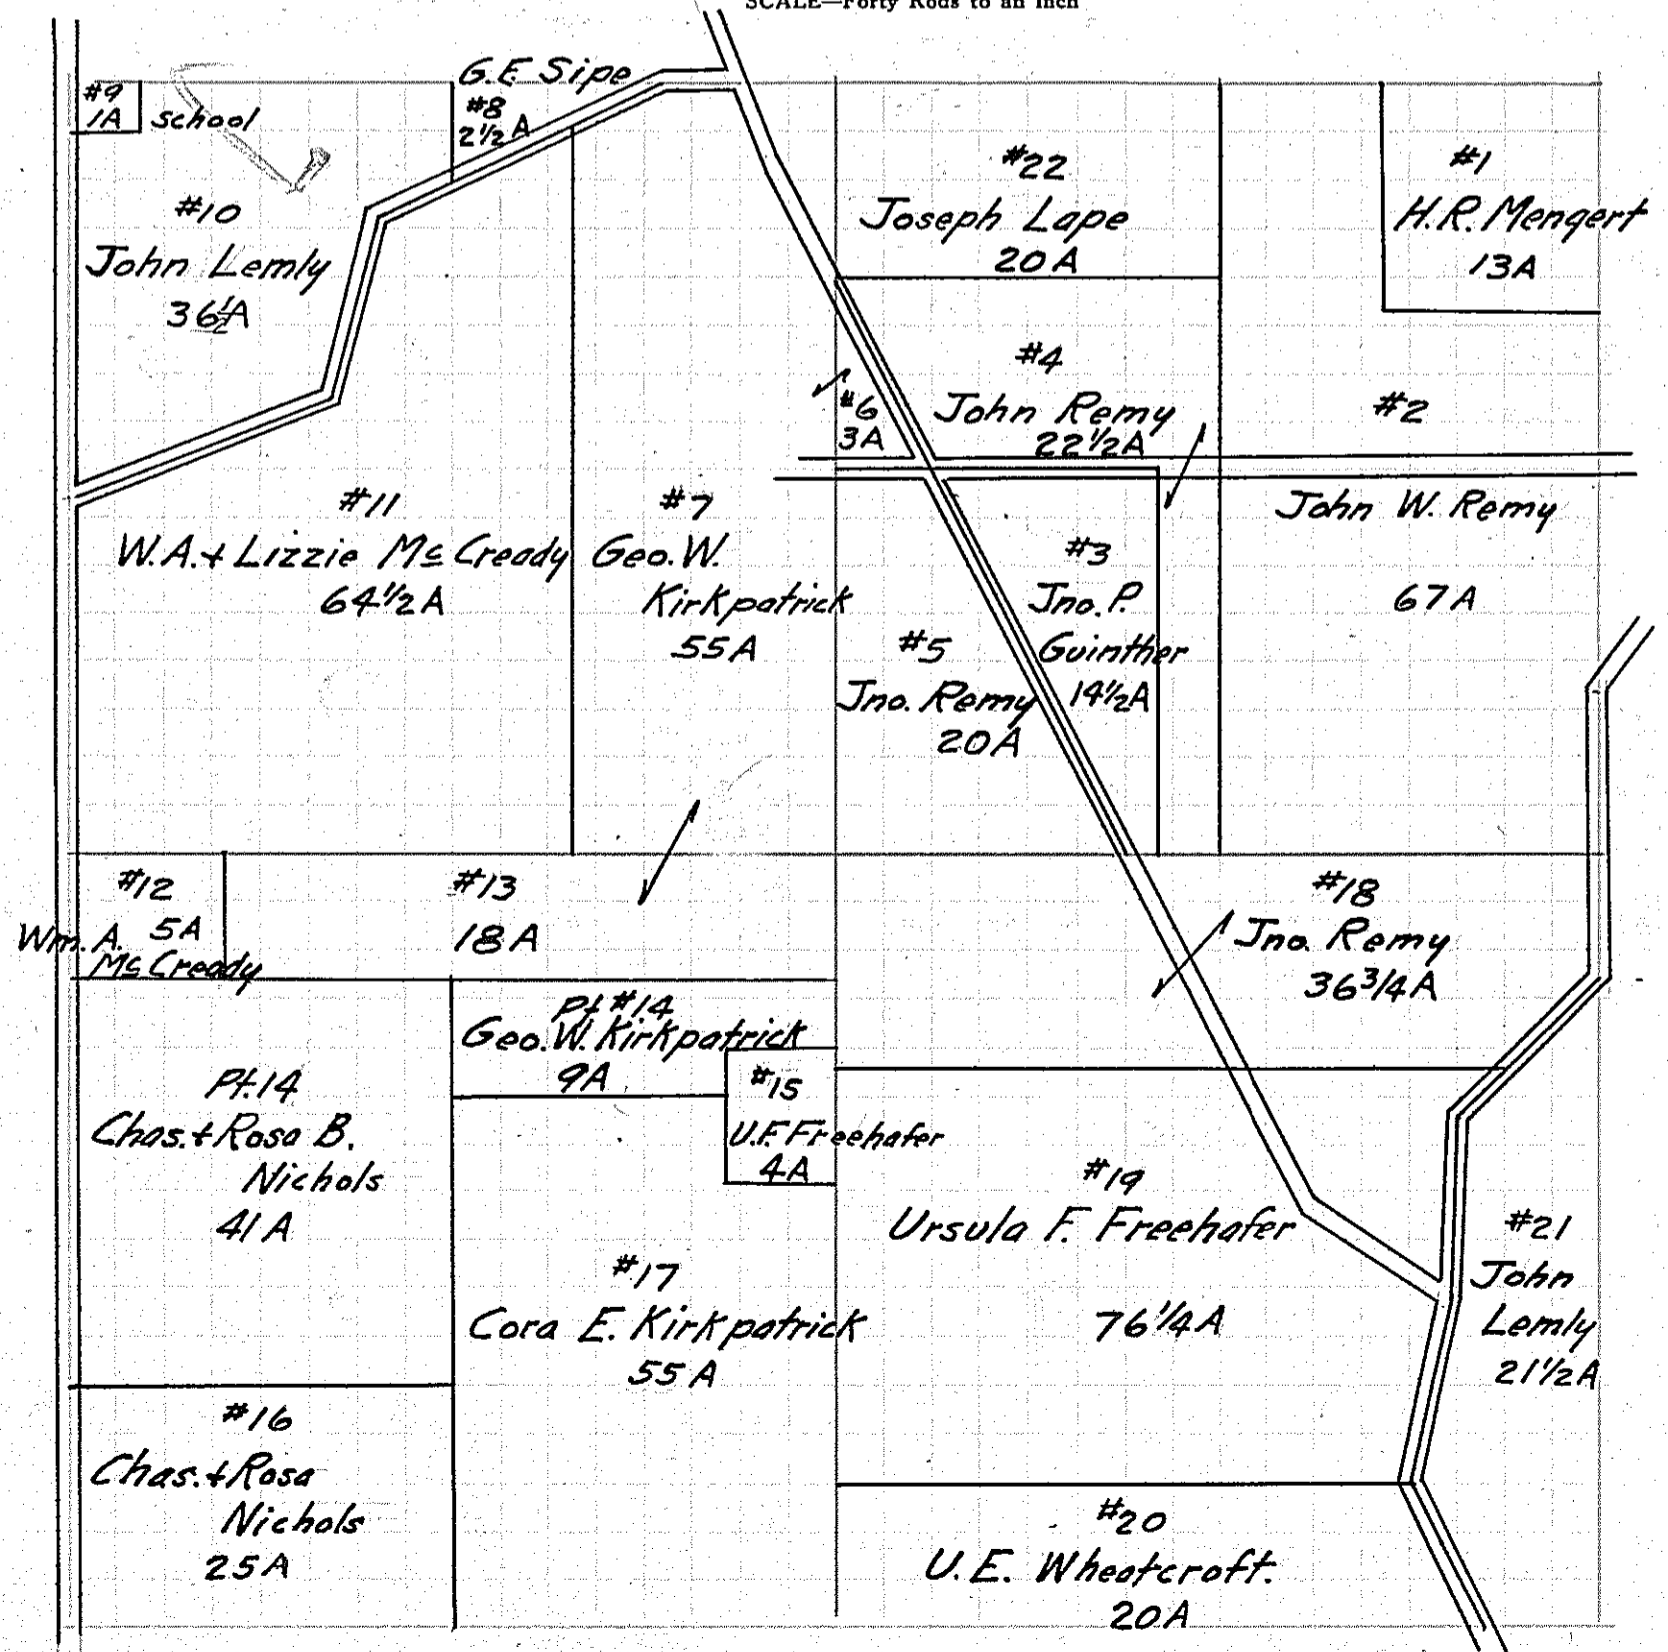 SCALE—Forty Rods to an Inch
#9
1A
school
G.E. Sipe
#8
2½ A
#10
John Lemly
36½A
#22
Joseph Lape
20A
#1
H.R. Mengert
13A
#4
John Remy
22½A
#6
3A
#2
John W. Remy
67A
#11
W.A. + Lizzie McCready
64½A
#7
Geo. W.
Kirkpatrick
55A
#3
Jno. P.
Guinther
14½A
#5
Jno. Remy
20A
#12
5A
Wm. A.
McCready
#13
18A
#18
Jno. Remy
36¾A
Pt #14
Geo. W. Kirkpatrick
9A
#15
U.F. Freehafer
4A
Pt. 14
Chas. + Rosa B.
Nichols
41A
#19
Ursula F. Freehafer
76¼A
#21
John
Lemly
21½A
#17
Cora E. Kirkpatrick
55A
#16
Chas. + Rosa
Nichols
25A
#20
U.E. Wheatcroft.
20A